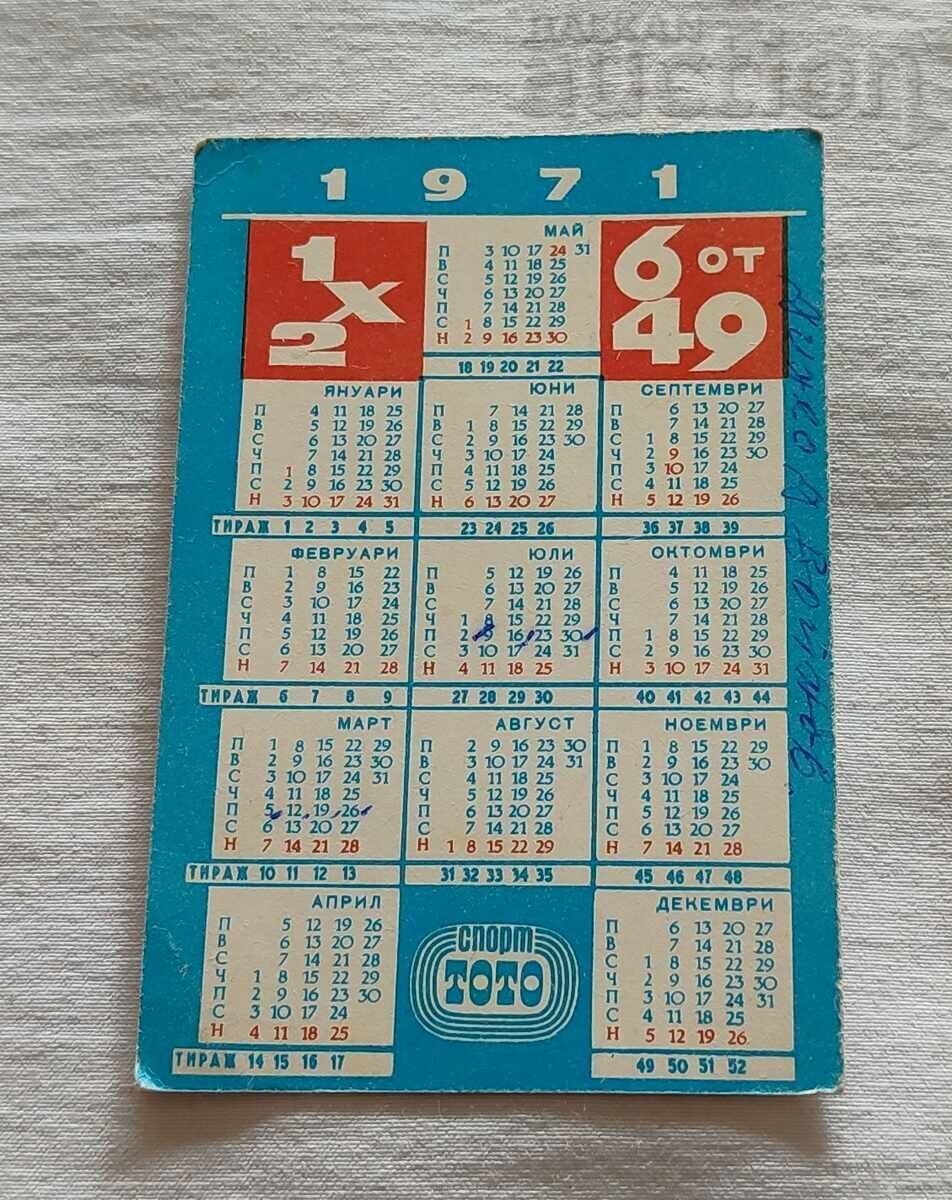 БАЛКАН
auction
1971
1
X
2
6 от
49
МАЙ
П 3 10 17 24 31
В 4 11 18 25
С 5 12 19 26
Ч 6 13 20 27
П 7 14 21 28
С 1 8 15 22 29
Н 2 9 16 23 30
18 19 20 21 22
ЯНУАРИ
П 4 11 18 25
В 5 12 19 26
С 6 13 20 27
Ч 7 14 21 28
П 1 8 15 22 29
С 2 9 16 23 30
Н 3 10 17 24 31
ТИРАЖ 1 2 3 4 5
ЮНИ
П 7 14 21 28
В 1 8 15 22 29
С 2 9 16 23 30
Ч 3 10 17 24
П 4 11 18 25
С 5 12 19 26
Н 6 13 20 27
23 24 25 26
СЕПТЕМВРИ
П 6 13 20 27
В 7 14 21 28
С 1 8 15 22 29
Ч 2 9 16 23 30
П 3 10 17 24
С 4 11 18 25
Н 5 12 19 26
36 37 38 39
ФЕВРУАРИ
П 1 8 15 22
В 2 9 16 23
С 3 10 17 24
Ч 4 11 18 25
П 5 12 19 26
С 6 13 20 27
Н 7 14 21 28
ТИРАЖ 6 7 8 9
ЮЛИ
П 5 12 19 26
В 6 13 20 27
С 7 14 21 28
Ч 1 8 15 22 29
П 2 9 16 23 30
С 3 10 17 24 31
Н 4 11 18 25
27 28 29 30
ОКТОМВРИ
П 4 11 18 25
В 5 12 19 26
С 6 13 20 27
Ч 7 14 21 28
П 1 8 15 22 29
С 2 9 16 23 30
Н 3 10 17 24 31
40 41 42 43 44
МАРТ
П 1 8 15 22 29
В 2 9 16 23 30
С 3 10 17 24 31
Ч 4 11 18 25
П 5 12 19 26
С 6 13 20 27
Н 7 14 21 28
ТИРАЖ 10 11 12 13
АВГУСТ
П 2 9 16 23 30
В 3 10 17 24 31
С 4 11 18 25
Ч 5 12 19 26
П 6 13 20 27
С 7 14 21 28
Н 1 8 15 22 29
31 32 33 34 35
НОЕМВРИ
П 1 8 15 22 29
В 2 9 16 23 30
С 3 10 17 24
Ч 4 11 18 25
П 5 12 19 26
С 6 13 20 27
Н 7 14 21 28
45 46 47 48
АПРИЛ
П 5 12 19 26
В 6 13 20 27
С 7 14 21 28
Ч 1 8 15 22 29
П 2 9 16 23 30
С 3 10 17 24
Н 4 11 18 25
ТИРАЖ 14 15 16 17
спорт
ТОТО
ДЕКЕМВРИ
П 6 13 20 27
В 7 14 21 28
С 1 8 15 22 29
Ч 2 9 16 23 30
П 3 10 17 24 31
С 4 11 18 25
Н 5 12 19 26
49 50 51 52